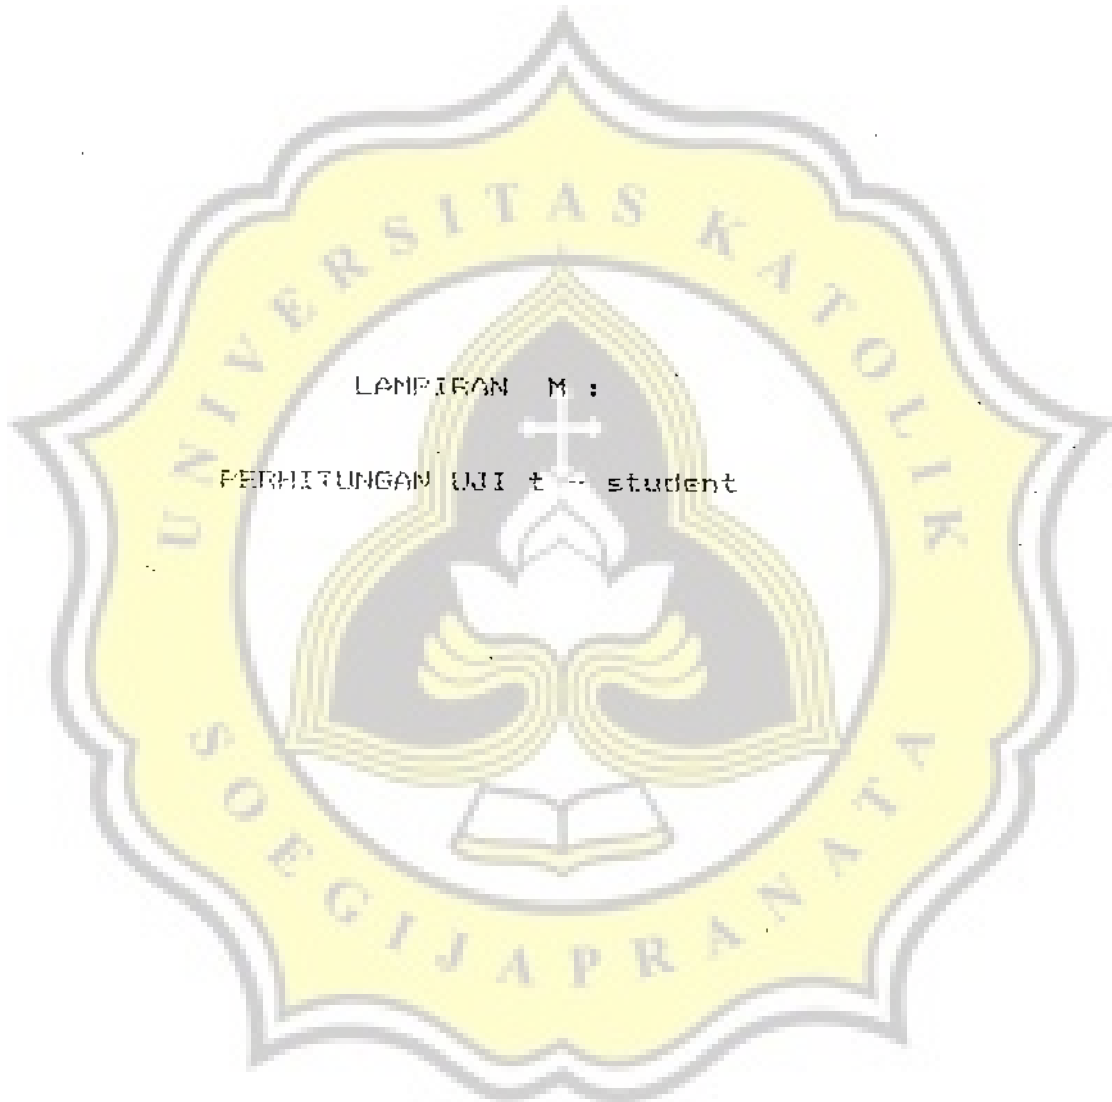 UNIVERSITAS KATOLIK
LAMPIRAN M :
PERHITUNGAN UJI t - student
SOEGIJAPRANATA